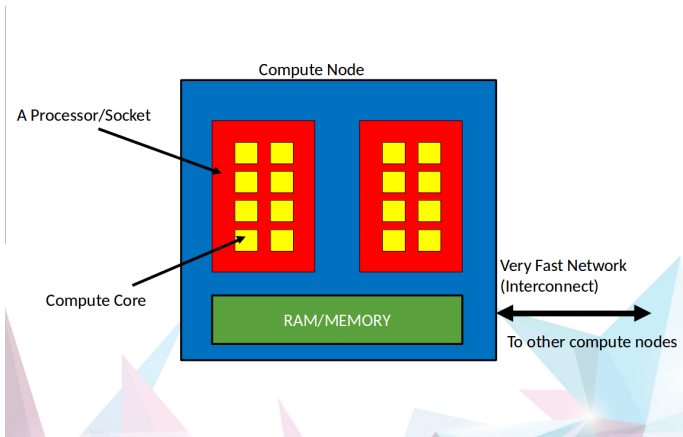 Compute Node
A Processor/Socket
Compute Core
RAM/MEMORY
Very Fast Network
(Interconnect)
To other compute nodes